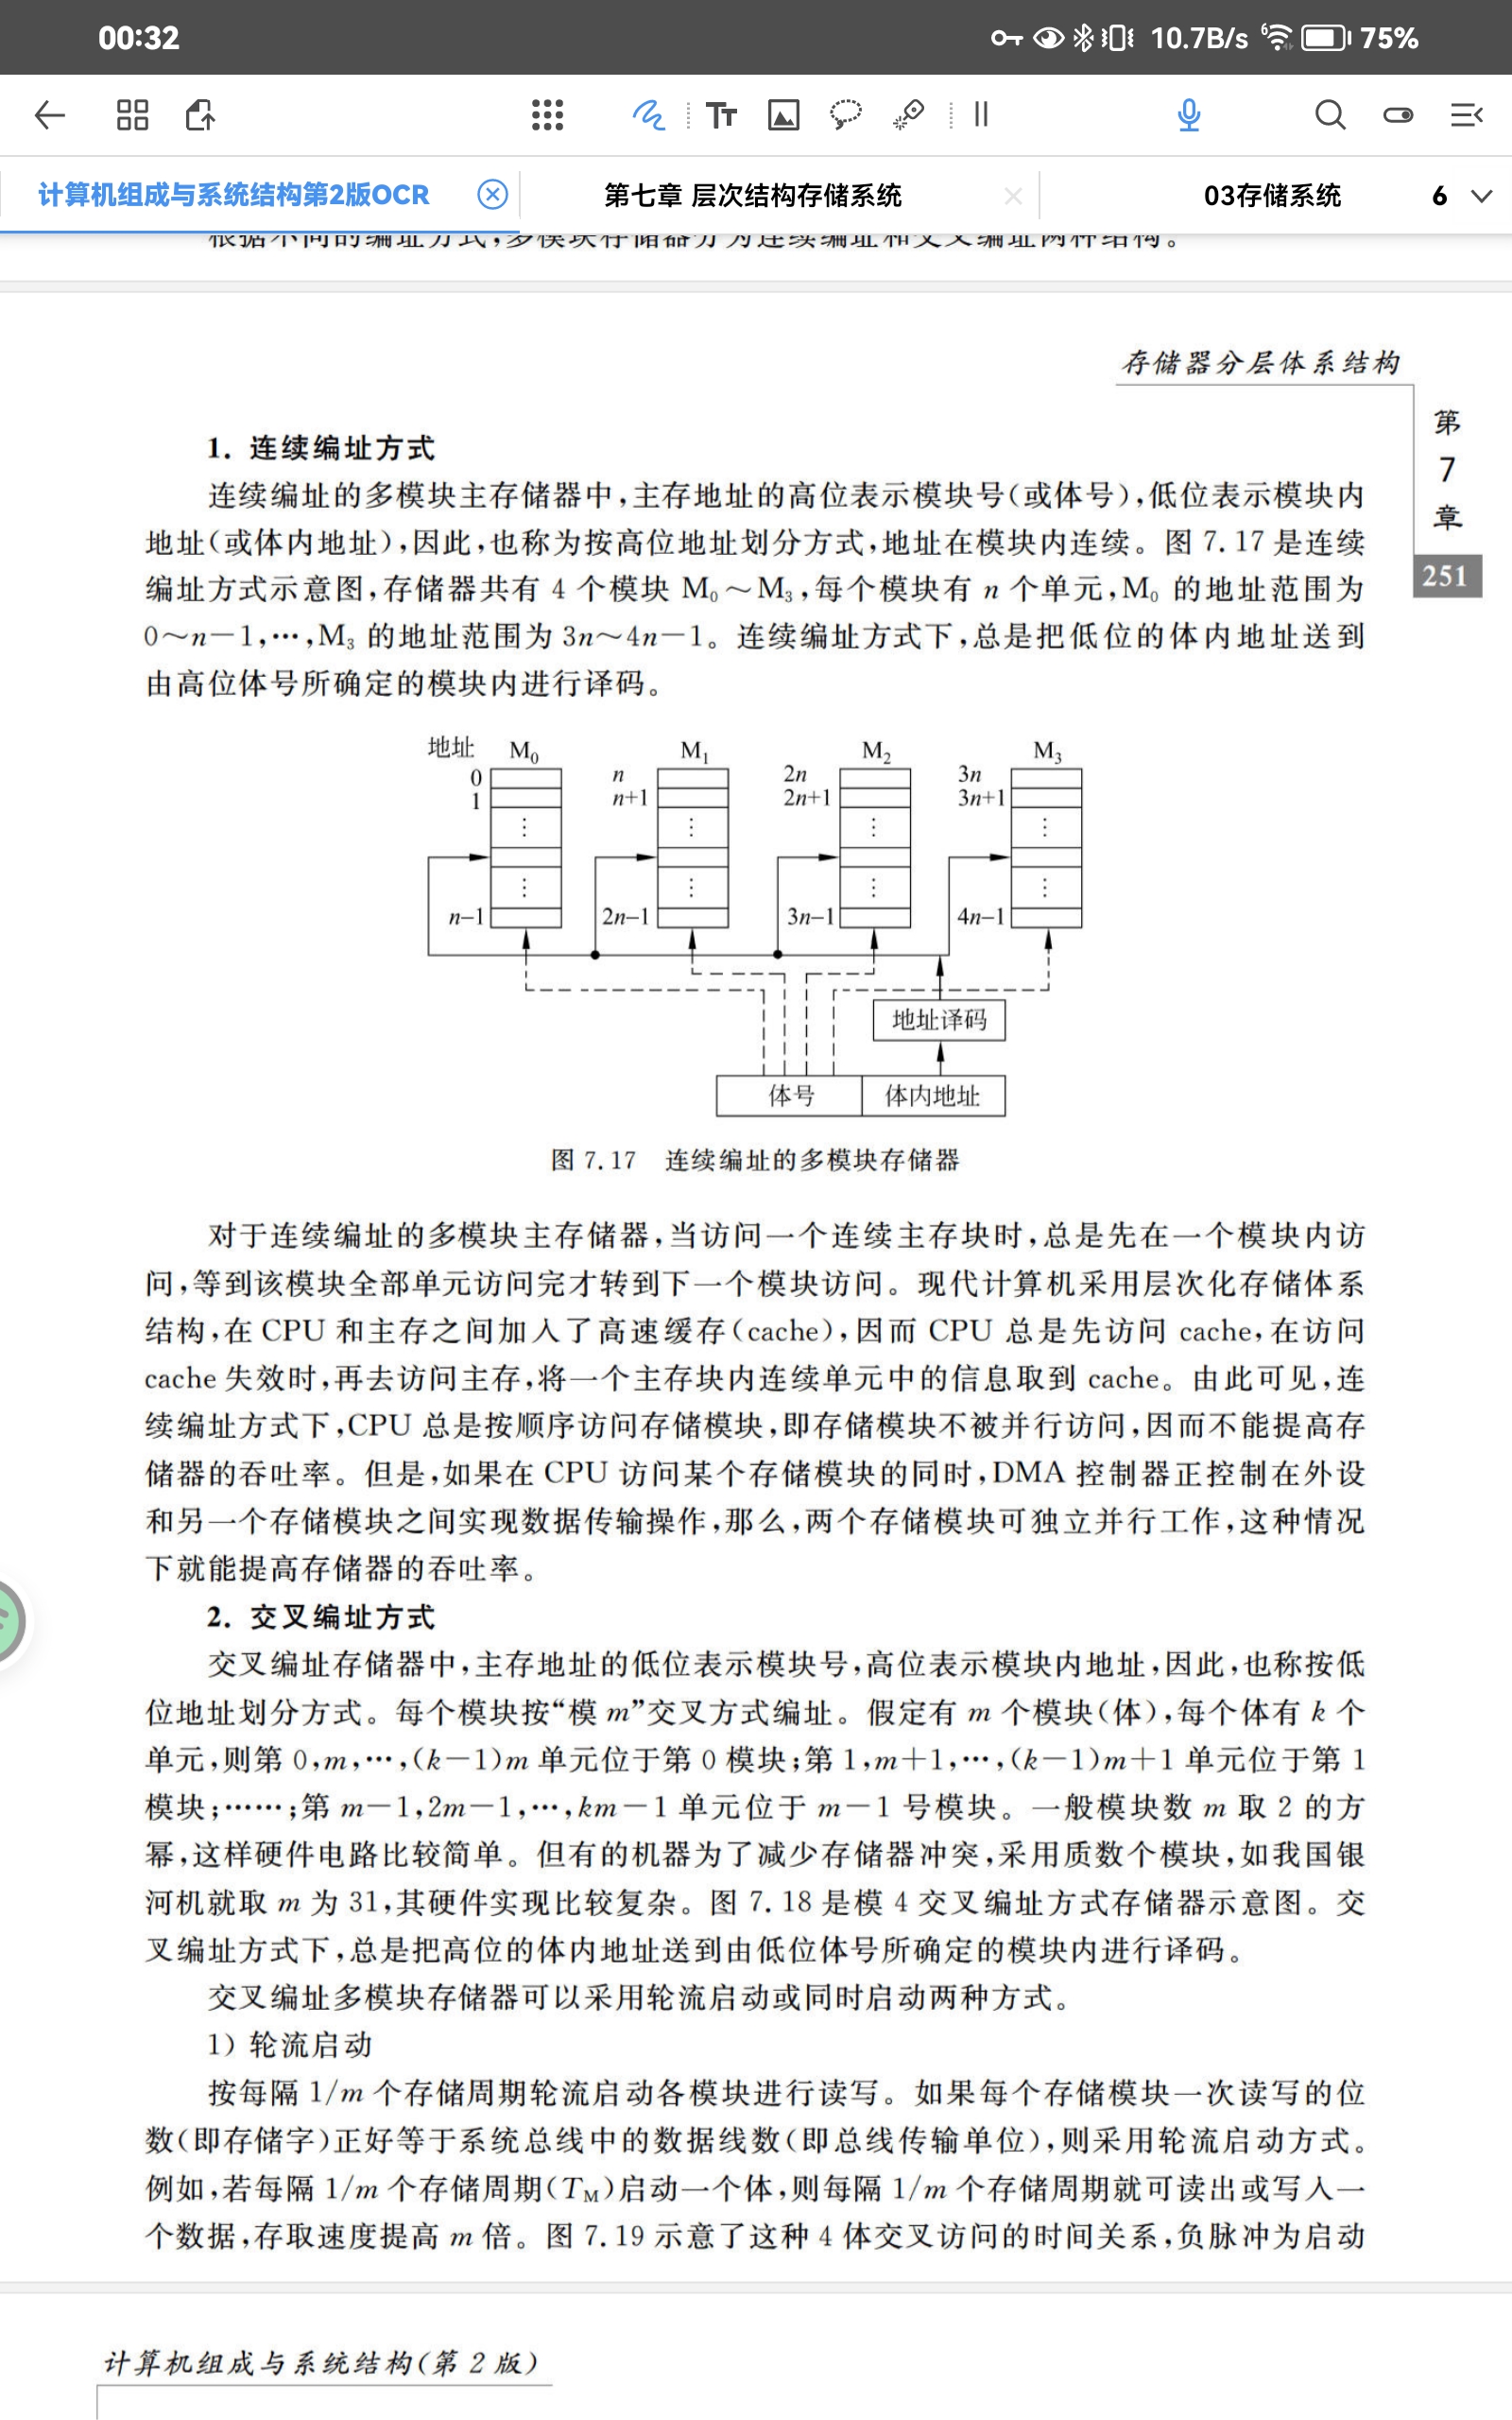 00:32 10.7B/s 6 75%
计算机组成与系统结构第2版OCR 第七章 层次结构存储系统 03存储系统 6
根据不同的编址方式,多模块存储器分为连续编址和交叉编址两种结构。
存储器分层体系结构
第
7
章
251
1. 连续编址方式
连续编址的多模块主存储器中,主存地址的高位表示模块号(或体号),低位表示模块内
地址(或体内地址),因此,也称为按高位地址划分方式,地址在模块内连续。图 7.17 是连续
编址方式示意图,存储器共有 4 个模块 M₀～M₃,每个模块有 n 个单元,M₀ 的地址范围为
0～n－1,…,M₃ 的地址范围为 3n～4n－1。连续编址方式下,总是把低位的体内地址送到
由高位体号所确定的模块内进行译码。
地址 M₀ M₁ M₂ M₃
0 n 2n 3n
1 n+1 2n+1 3n+1
⋮ ⋮ ⋮ ⋮
⋮ ⋮ ⋮ ⋮
n–1 2n–1 3n–1 4n–1
地址译码
体号 体内地址
图 7.17 连续编址的多模块存储器
对于连续编址的多模块主存储器,当访问一个连续主存块时,总是先在一个模块内访
问,等到该模块全部单元访问完才转到下一个模块访问。现代计算机采用层次化存储体系
结构,在 CPU 和主存之间加入了高速缓存(cache),因而 CPU 总是先访问 cache,在访问
cache 失效时,再去访问主存,将一个主存块内连续单元中的信息取到 cache。由此可见,连
续编址方式下,CPU 总是按顺序访问存储模块,即存储模块不被并行访问,因而不能提高存
储器的吞吐率。但是,如果在 CPU 访问某个存储模块的同时,DMA 控制器正控制在外设
和另一个存储模块之间实现数据传输操作,那么,两个存储模块可独立并行工作,这种情况
下就能提高存储器的吞吐率。
2. 交叉编址方式
交叉编址存储器中,主存地址的低位表示模块号,高位表示模块内地址,因此,也称按低
位地址划分方式。每个模块按“模 m”交叉方式编址。假定有 m 个模块(体),每个体有 k 个
单元,则第 0,m,…,(k－1)m 单元位于第 0 模块;第 1,m＋1,…,(k－1)m＋1 单元位于第 1
模块;……;第 m－1,2m－1,…,km－1 单元位于 m－1 号模块。一般模块数 m 取 2 的方
幂,这样硬件电路比较简单。但有的机器为了减少存储器冲突,采用质数个模块,如我国银
河机就取 m 为 31,其硬件实现比较复杂。图 7.18 是模 4 交叉编址方式存储器示意图。交
叉编址方式下,总是把高位的体内地址送到由低位体号所确定的模块内进行译码。
交叉编址多模块存储器可以采用轮流启动或同时启动两种方式。
1) 轮流启动
按每隔 1/m 个存储周期轮流启动各模块进行读写。如果每个存储模块一次读写的位
数(即存储字)正好等于系统总线中的数据线数(即总线传输单位),则采用轮流启动方式。
例如,若每隔 1/m 个存储周期(T_M)启动一个体,则每隔 1/m 个存储周期就可读出或写入一
个数据,存取速度提高 m 倍。图 7.19 示意了这种 4 体交叉访问的时间关系,负脉冲为启动
计算机组成与系统结构(第 2 版)